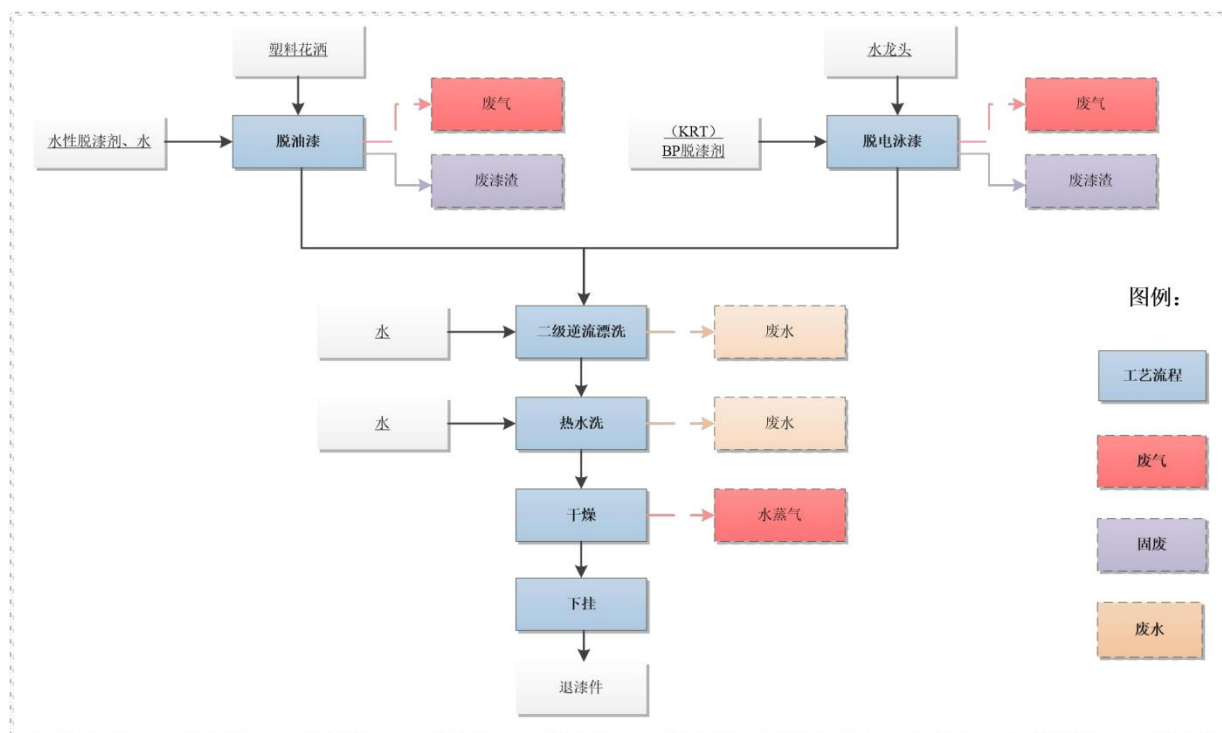 塑料花洒
水龙头
废气
废气
水性脱漆剂、水
脱油漆
（KRT）
BP脱漆剂
脱电泳漆
废漆渣
废漆渣
图例：
水
二级逆流漂洗
废水
工艺流程
水
热水洗
废水
废气
干燥
水蒸气
固废
下挂
废水
退漆件